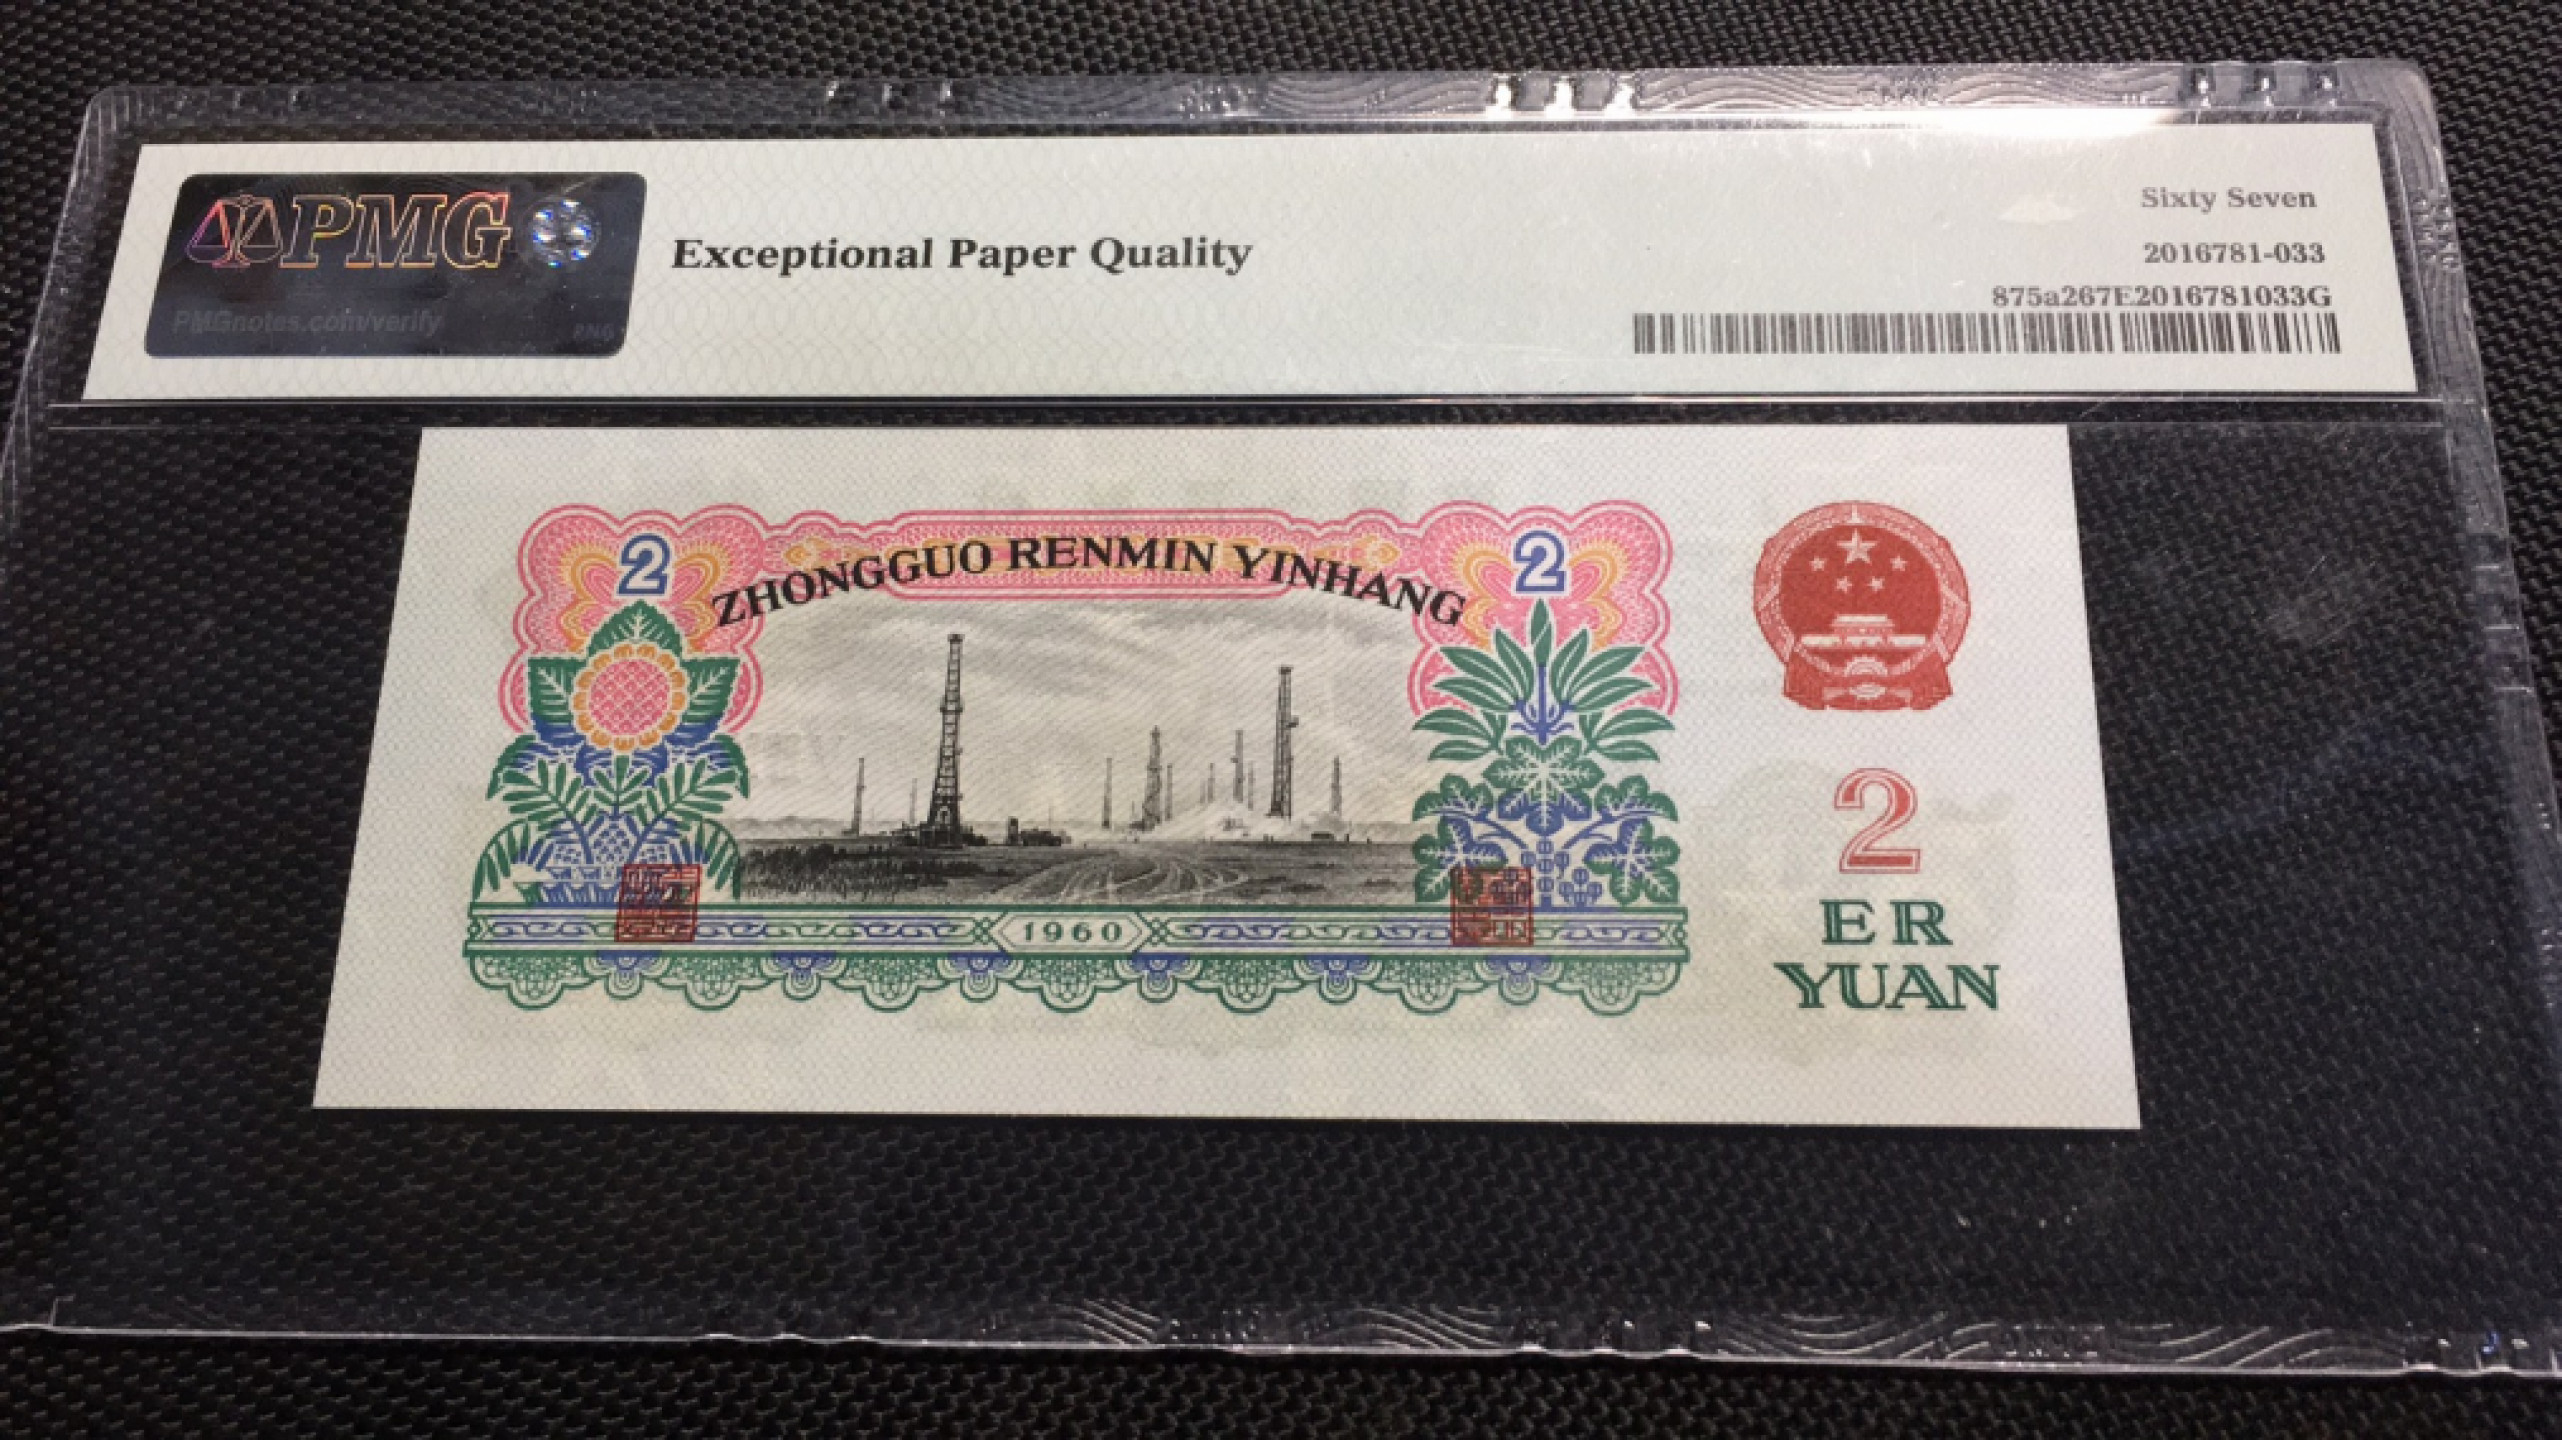 PMG
PMGnotes.com/verify
PMG
Exceptional Paper Quality
Sixty Seven
2016781-033
875a267E2016781033G
2
ZHONGGUO RENMIN YINHANG
2
1960
2
ER
YUAN